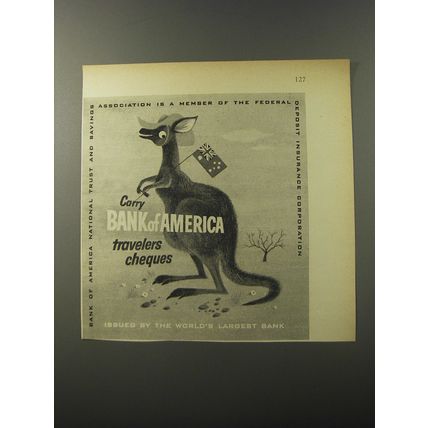 127
BANK OF AMERICA NATIONAL TRUST AND SAVINGS
ASSOCIATION IS A MEMBER OF THE FEDERAL
DEPOSIT INSURANCE CORPORATION
Carry
BANK of AMERICA
travelers
cheques
ISSUED BY THE WORLD'S LARGEST BANK